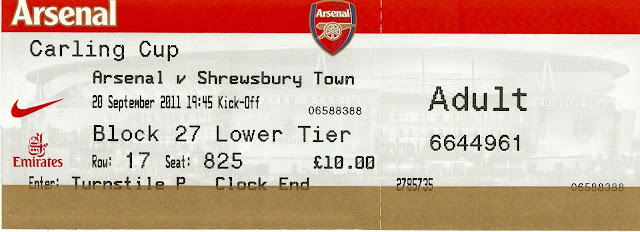 Arsenal
Arsenal
Carling Cup
Arsenal v Shrewsbury Town
20 September 2011 19:45 Kick-Off
06588388
Adult
Block 27 Lower Tier
6644961
Emirates
Row: 17 Seat: 825 £10.00
Enter: Turnstile P Clock End
2785735
06588388